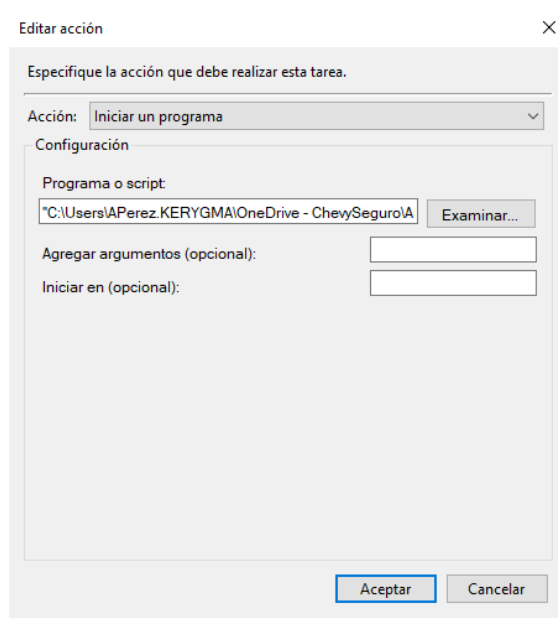 Editar acción
Especifique la acción que debe realizar esta tarea.
Acción: Iniciar un programa
Configuración
Programa o script:
"C:\Users\APerez.KERYGMA\OneDrive - ChevySeguro\A Examinar...
Agregar argumentos (opcional):
Iniciar en (opcional):
Aceptar Cancelar